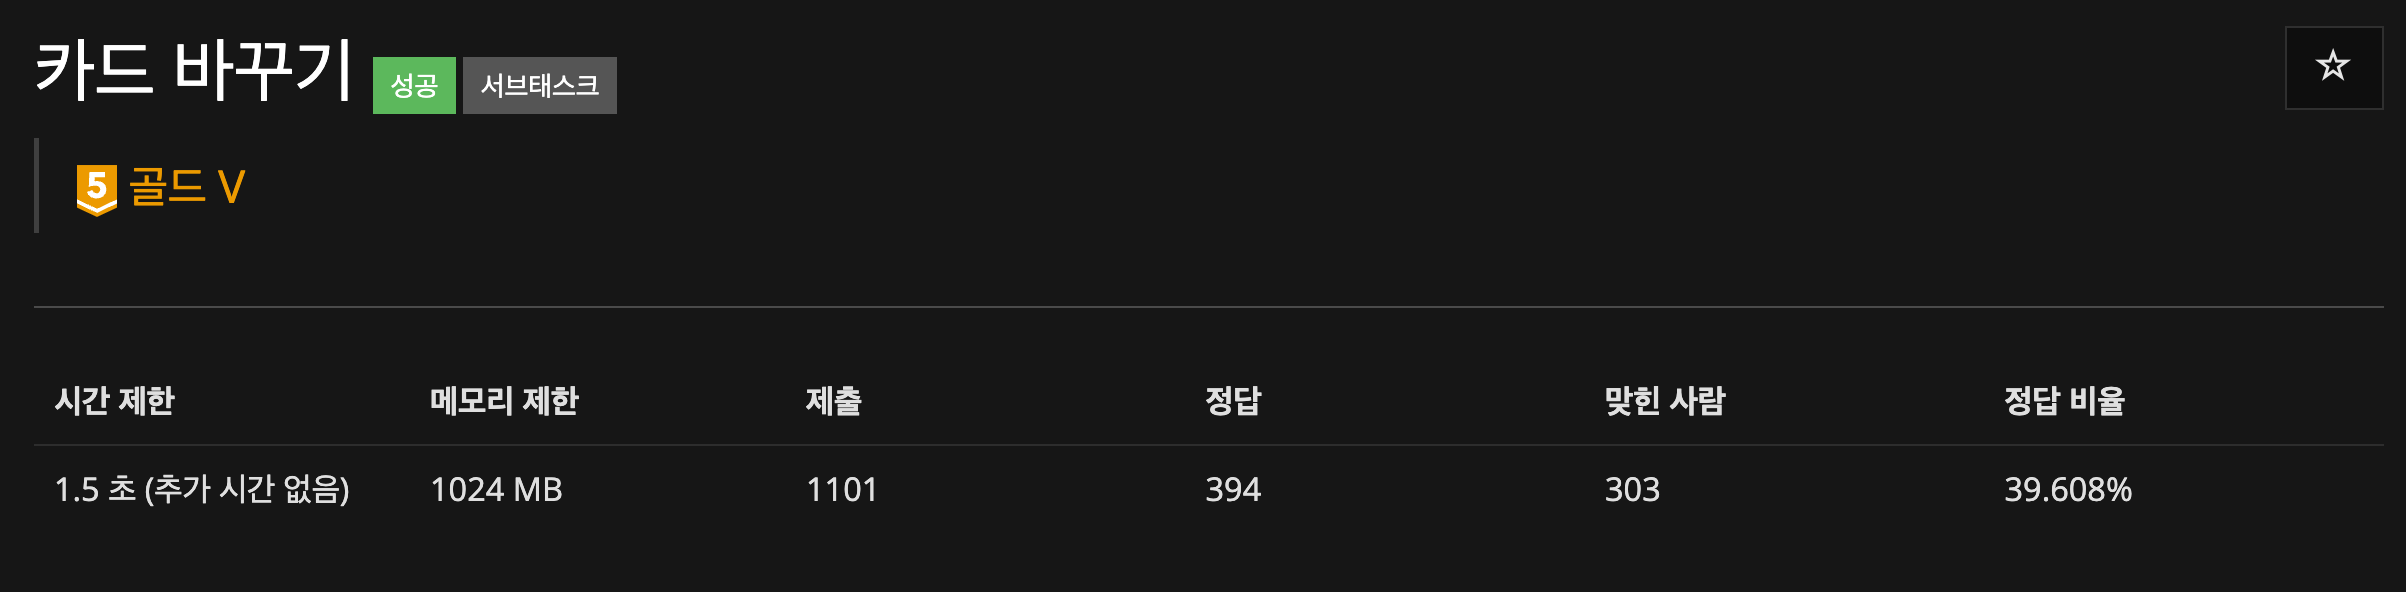 카드 바꾸기 성공 서브태스크
5 골드 V
시간 제한 메모리 제한 제출 정답 맞힌 사람 정답 비율
1.5 초 (추가 시간 없음) 1024 MB 1101 394 303 39.608%